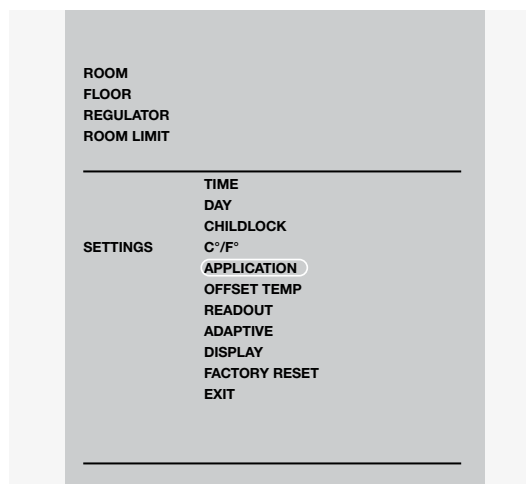 ROOM
FLOOR
REGULATOR
ROOM LIMIT
TIME
DAY
CHILDLOCK
SETTINGS C°/F°
APPLICATION
OFFSET TEMP
READOUT
ADAPTIVE
DISPLAY
FACTORY RESET
EXIT